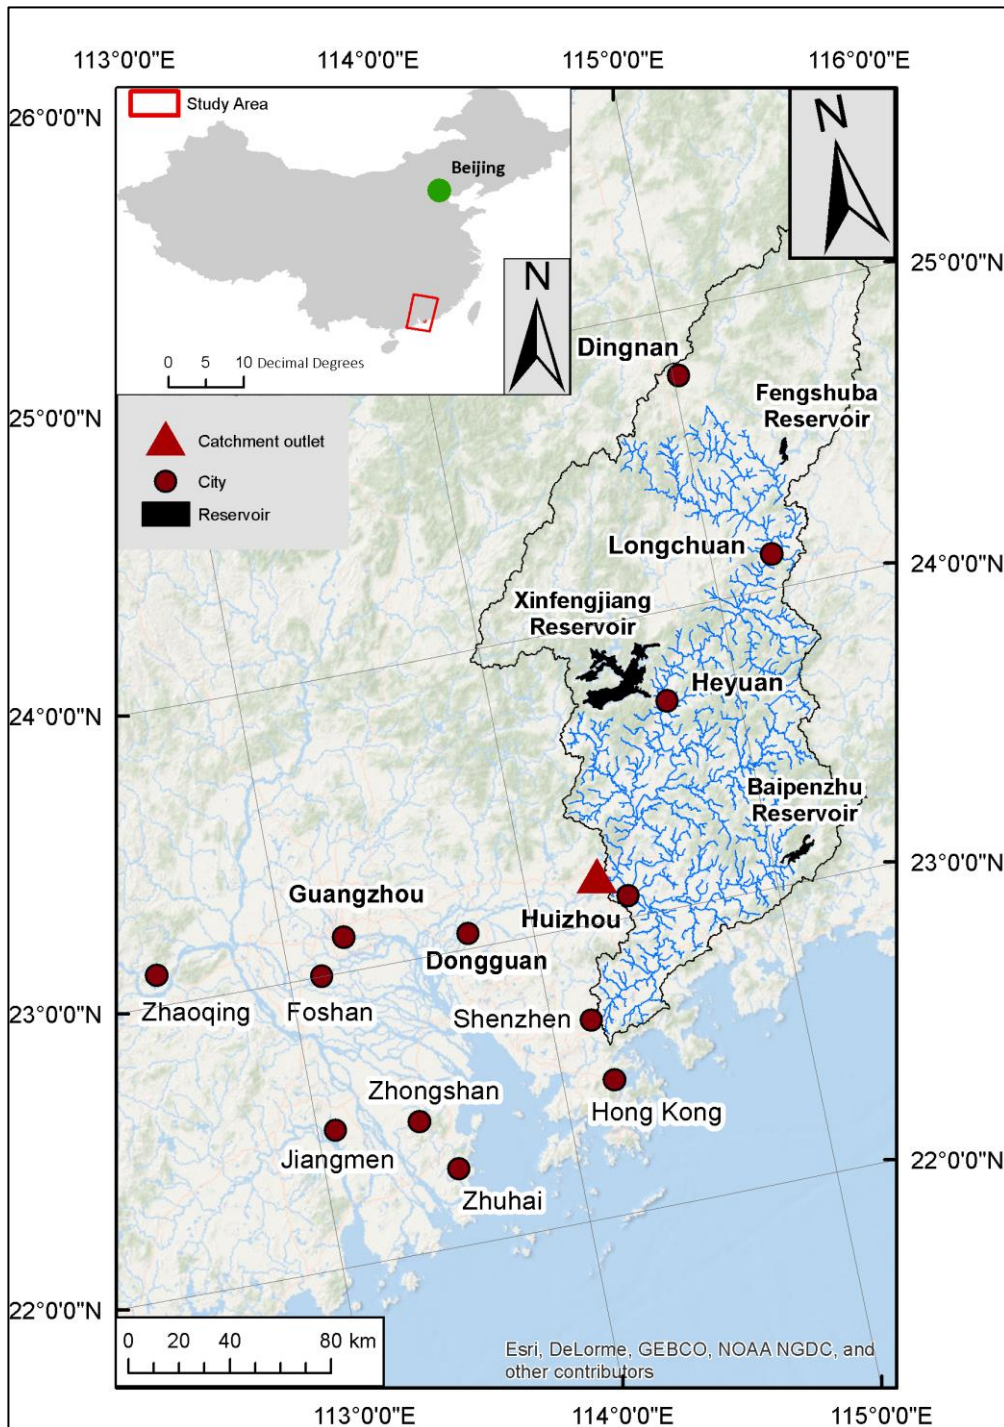 113°0'0"E 114°0'0"E 115°0'0"E 116°0'0"E
26°0'0"N
Study Area
Beijing
N
N
0 5 10 Decimal Degrees
25°0'0"N
Dingnan
Fengshuba
Reservoir
25°0'0"N
Catchment outlet
City
Reservoir
Longchuan
24°0'0"N
Xinfengjiang
Reservoir
Heyuan
24°0'0"N
Baipenzhu
Reservoir
23°0'0"N
Guangzhou
Huizhou
Dongguan
Zhaoqing
Foshan
Shenzhen
23°0'0"N
Zhongshan
Hong Kong
Jiangmen
22°0'0"N
Zhuhai
22°0'0"N
0 20 40 80 km
Esri, DeLorme, GEBCO, NOAA NGDC, and
other contributors
113°0'0"E 114°0'0"E 115°0'0"E